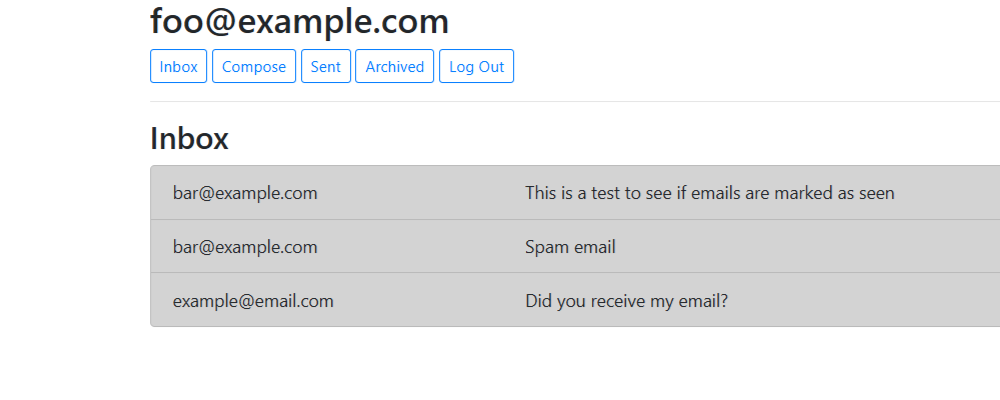 foo@example.com
Inbox Compose Sent Archived Log Out
Inbox
bar@example.com This is a test to see if emails are marked as seen
bar@example.com Spam email
example@email.com Did you receive my email?